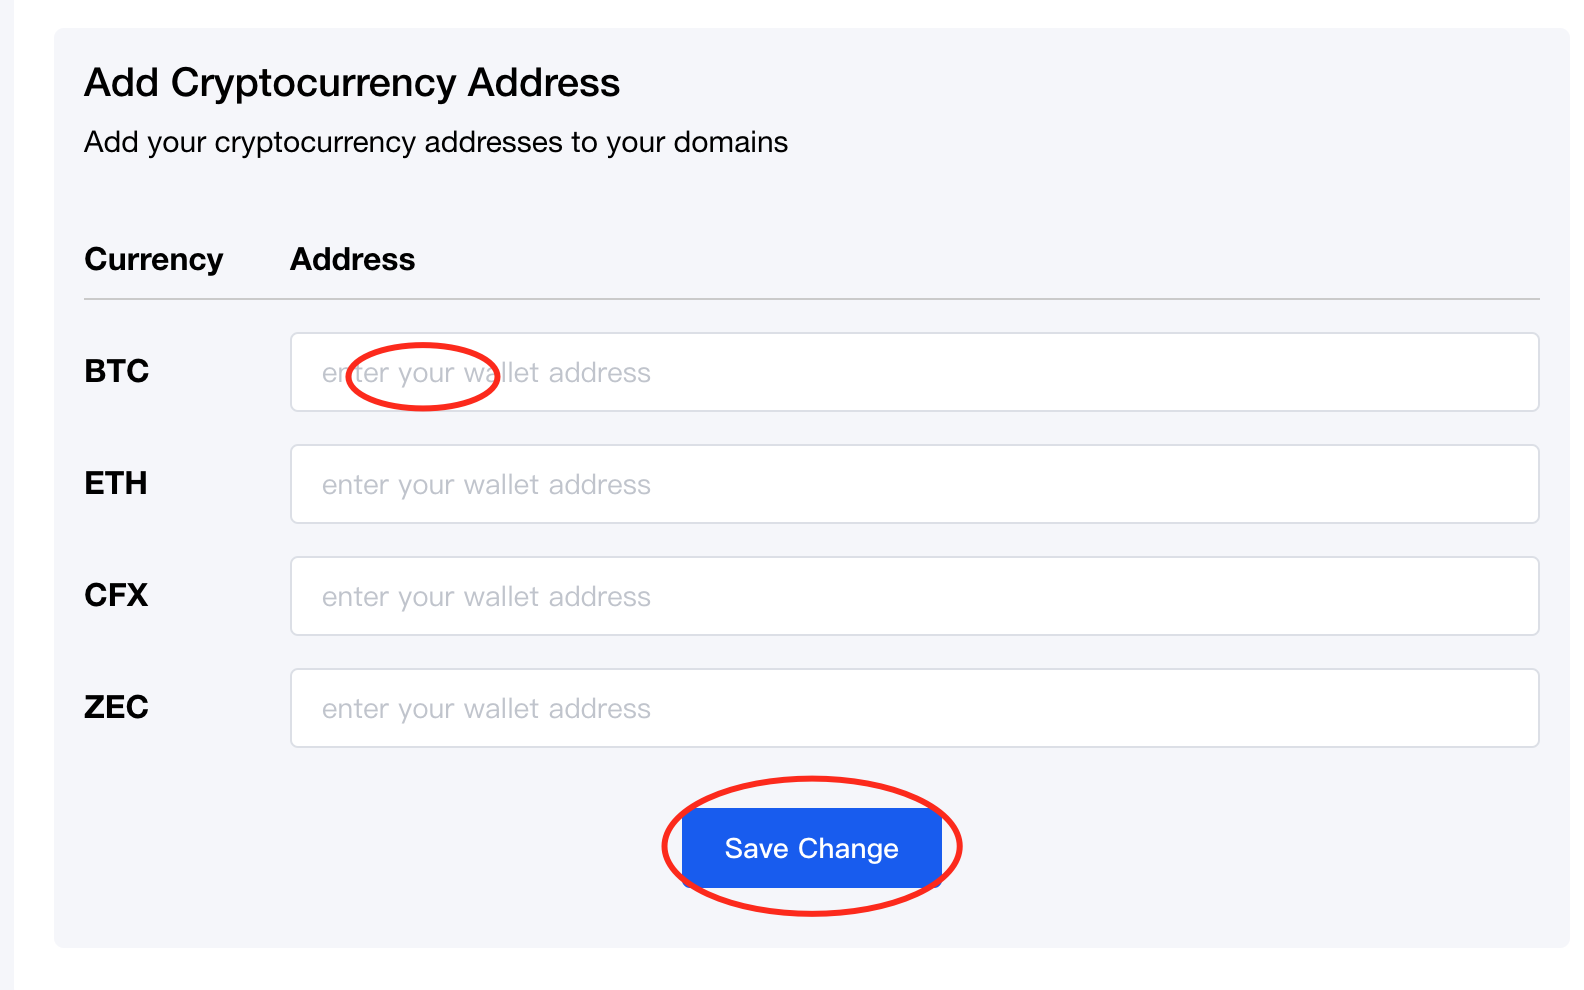 Add Cryptocurrency Address
Add your cryptocurrency addresses to your domains
Currency Address
BTC enter your wallet address
ETH enter your wallet address
CFX enter your wallet address
ZEC enter your wallet address
Save Change